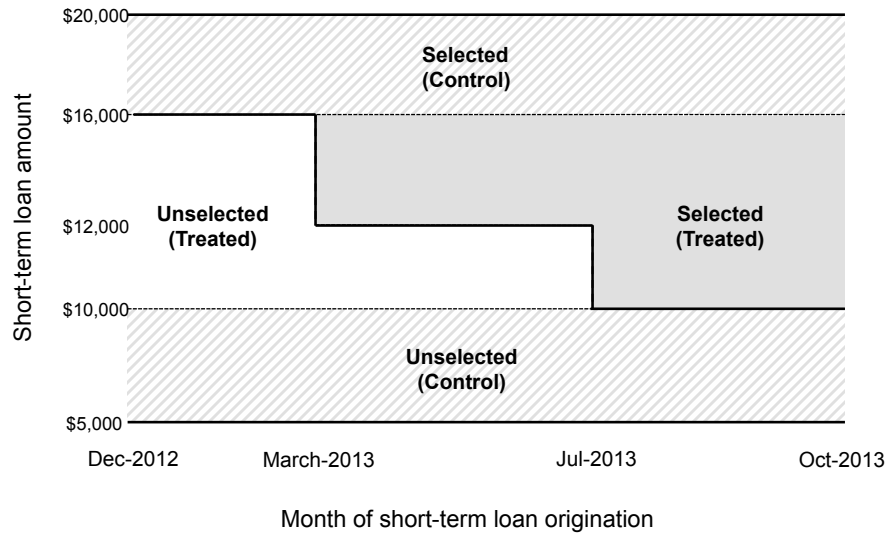 $20,000
Selected
(Control)
$16,000
Short-term loan amount
Unselected
(Treated)
$12,000
Selected
(Treated)
$10,000
Unselected
(Control)
$5,000
Dec-2012
March-2013
Jul-2013
Oct-2013
Month of short-term loan origination